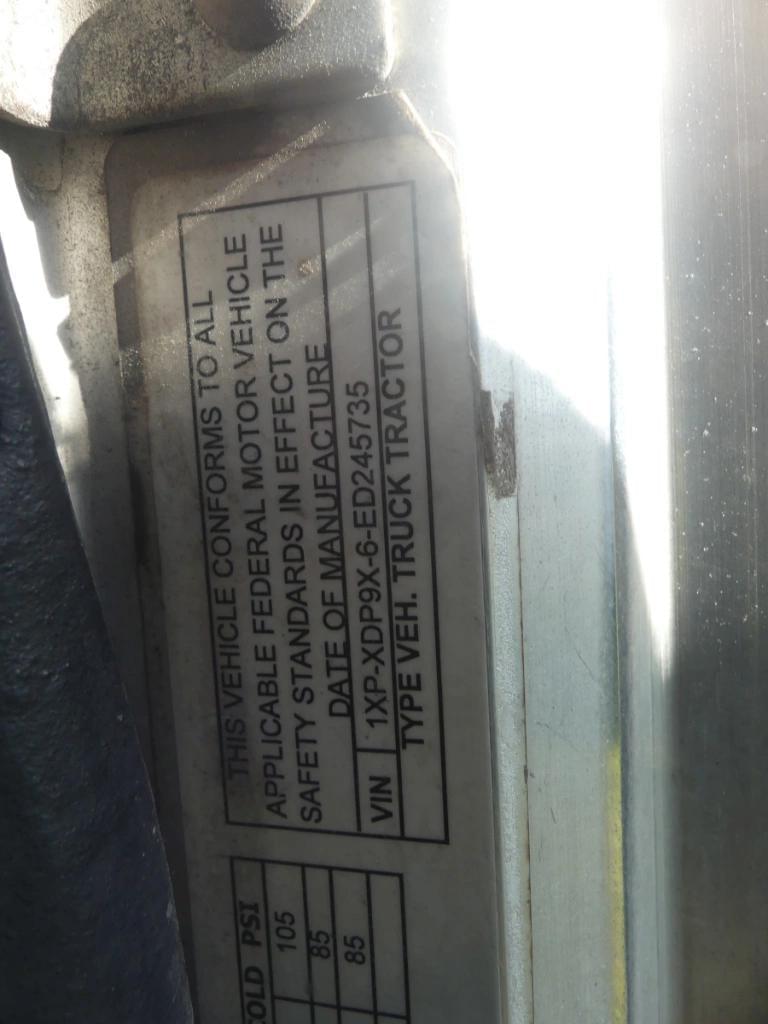 THIS VEHICLE CONFORMS TO ALL
APPLICABLE FEDERAL MOTOR VEHICLE
SAFETY STANDARDS IN EFFECT ON THE
DATE OF MANUFACTURE
VIN 1XP-XDP9X-6-ED245735
TYPE VEH. TRUCK TRACTOR
COLD PSI
105
85
85